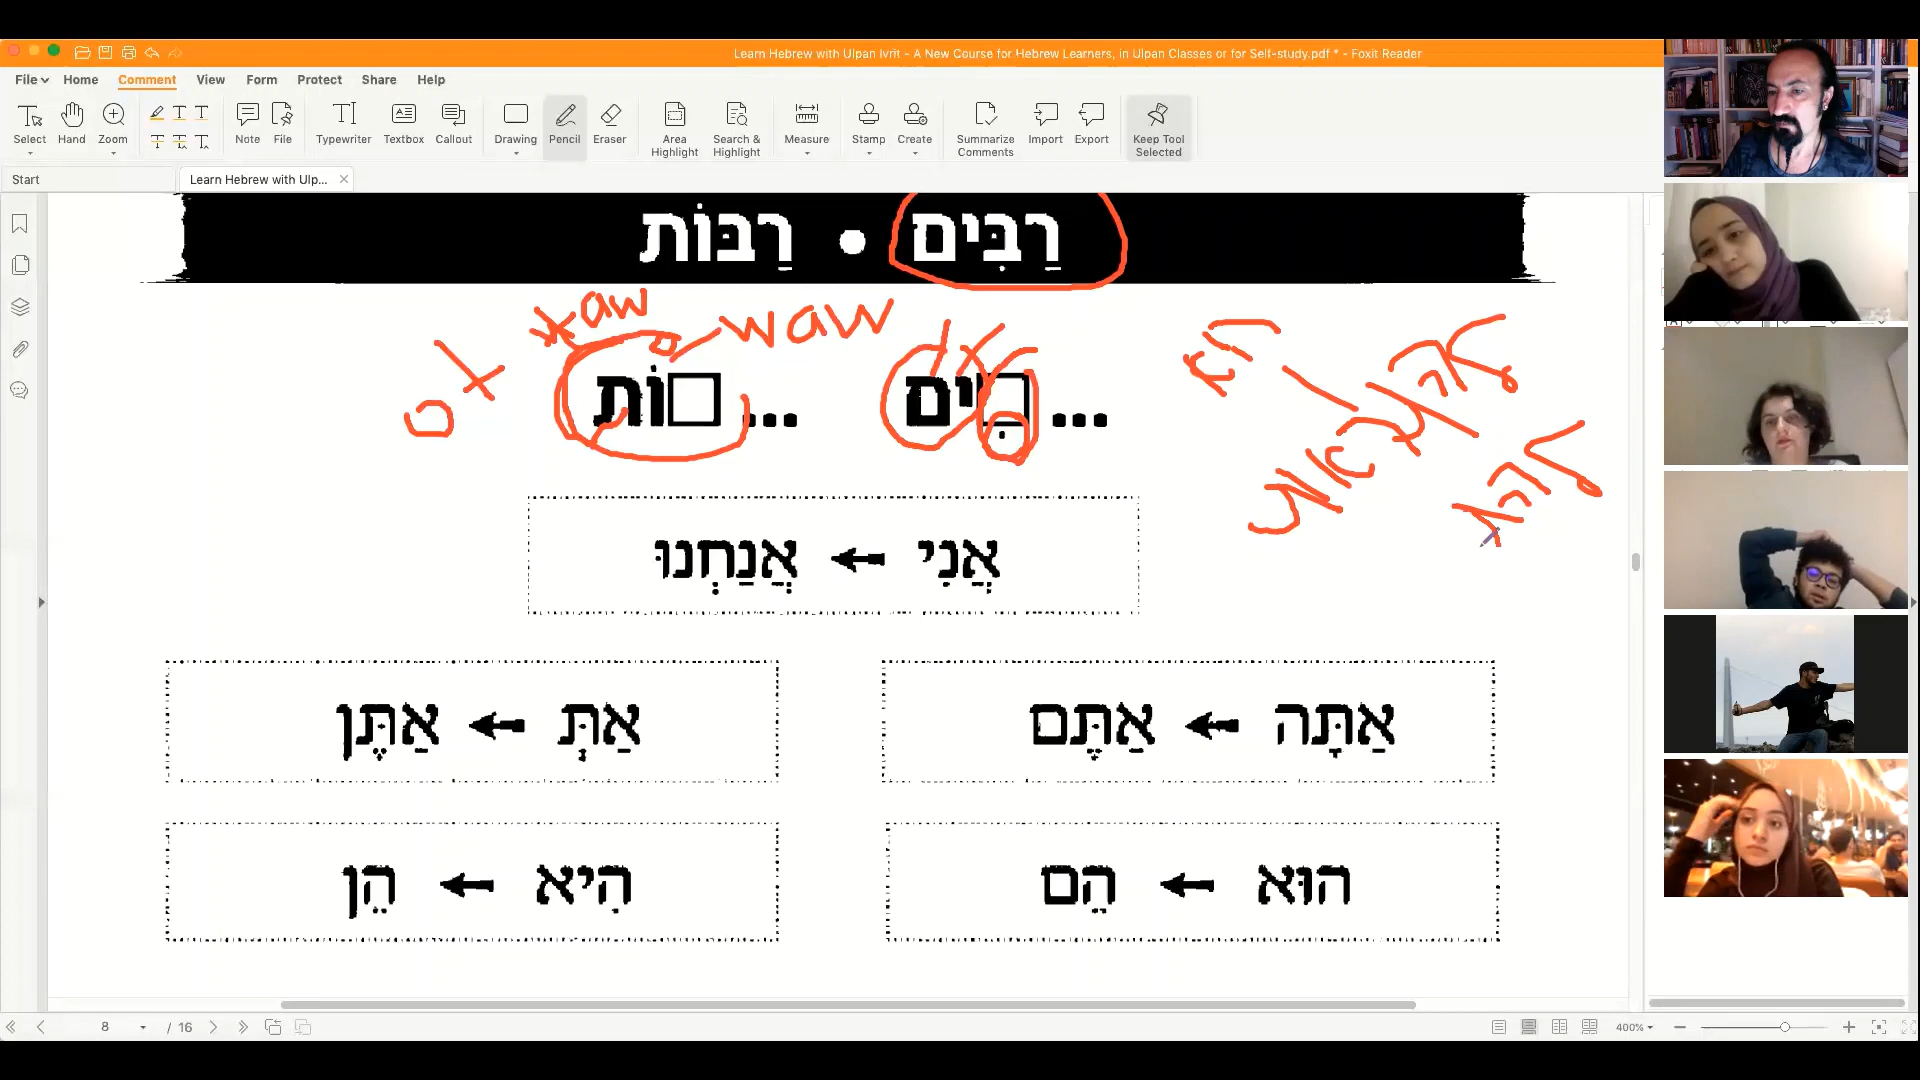 Learn Hebrew with Ulpan Ivrit - A New Course for Hebrew Learners, in Ulpan Classes or for Self-study.pdf * - Foxit Reader
File Home Comment View Form Protect Share Help
Select Hand Zoom Note File Typewriter Textbox Callout Drawing Pencil Eraser Area Highlight Search & Highlight Measure Stamp Create Summarize Comments Import Export Keep Tool Selected
Start Learn Hebrew with Ulp...
רַבִּים • רַבּוֹת
taw waw
...ִים ...וֹת
אֲנִי ← אֲנַחְנוּ
אַתָּה ← אַתֶּם
אַתְּ ← אַתֶּן
הוּא ← הֵם
הִיא ← הֵן
8 / 16 400%